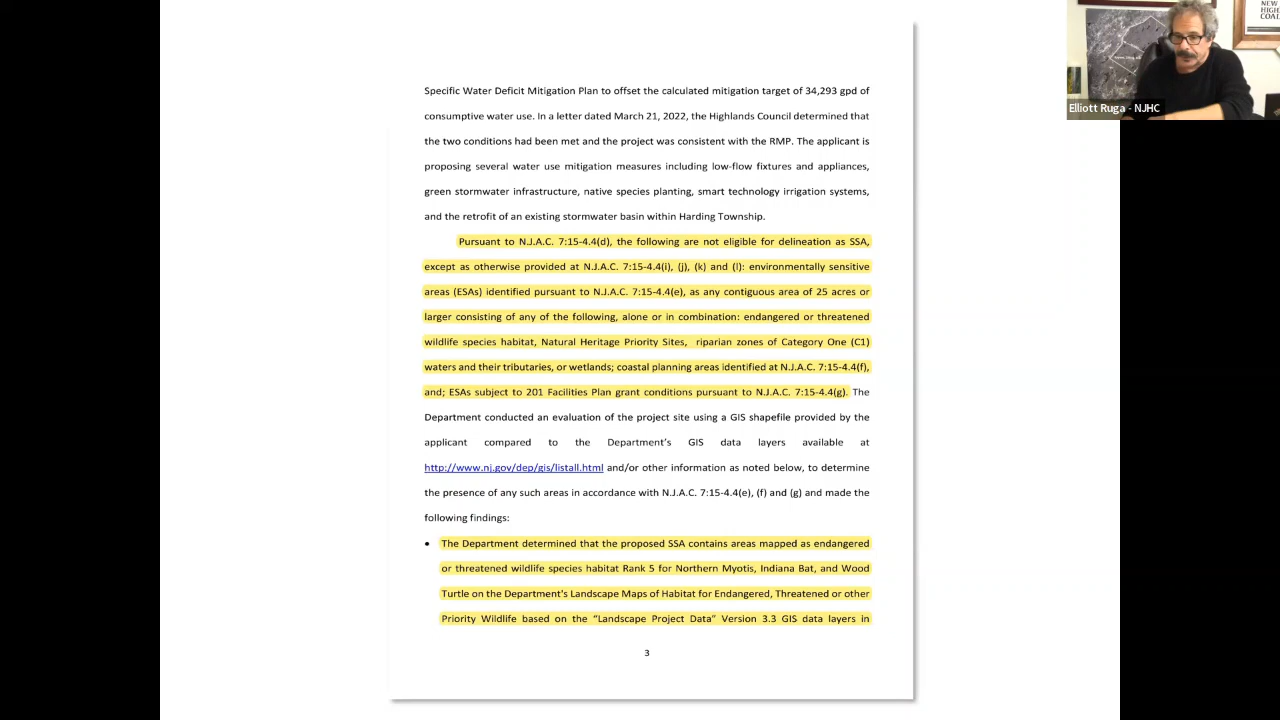 Specific Water Deficit Mitigation Plan to offset the calculated mitigation target of 34,293 gpd of
consumptive water use. In a letter dated March 21, 2022, the Highlands Council determined that
the two conditions had been met and the project was consistent with the RMP. The applicant is
proposing several water use mitigation measures including low-flow fixtures and appliances,
green stormwater infrastructure, native species planting, smart technology irrigation systems,
and the retrofit of an existing stormwater basin within Harding Township.
Pursuant to N.J.A.C. 7:15-4.4(d), the following are not eligible for delineation as SSA,
except as otherwise provided at N.J.A.C. 7:15-4.4(i), (j), (k) and (l): environmentally sensitive
areas (ESAs) identified pursuant to N.J.A.C. 7:15-4.4(e), as any contiguous area of 25 acres or
larger consisting of any of the following, alone or in combination: endangered or threatened
wildlife species habitat, Natural Heritage Priority Sites, riparian zones of Category One (C1)
waters and their tributaries, or wetlands; coastal planning areas identified at N.J.A.C. 7:15-4.4(f),
and; ESAs subject to 201 Facilities Plan grant conditions pursuant to N.J.A.C. 7:15-4.4(g). The
Department conducted an evaluation of the project site using a GIS shapefile provided by the
applicant compared to the Department's GIS data layers available at
http://www.nj.gov/dep/gis/listall.html and/or other information as noted below, to determine
the presence of any such areas in accordance with N.J.A.C. 7:15-4.4(e), (f) and (g) and made the
following findings:
• The Department determined that the proposed SSA contains areas mapped as endangered
or threatened wildlife species habitat Rank 5 for Northern Myotis, Indiana Bat, and Wood
Turtle on the Department's Landscape Maps of Habitat for Endangered, Threatened or other
Priority Wildlife based on the “Landscape Project Data” Version 3.3 GIS data layers in
3
NEW
HIGH
COAL
Elliott Ruga - NJHC